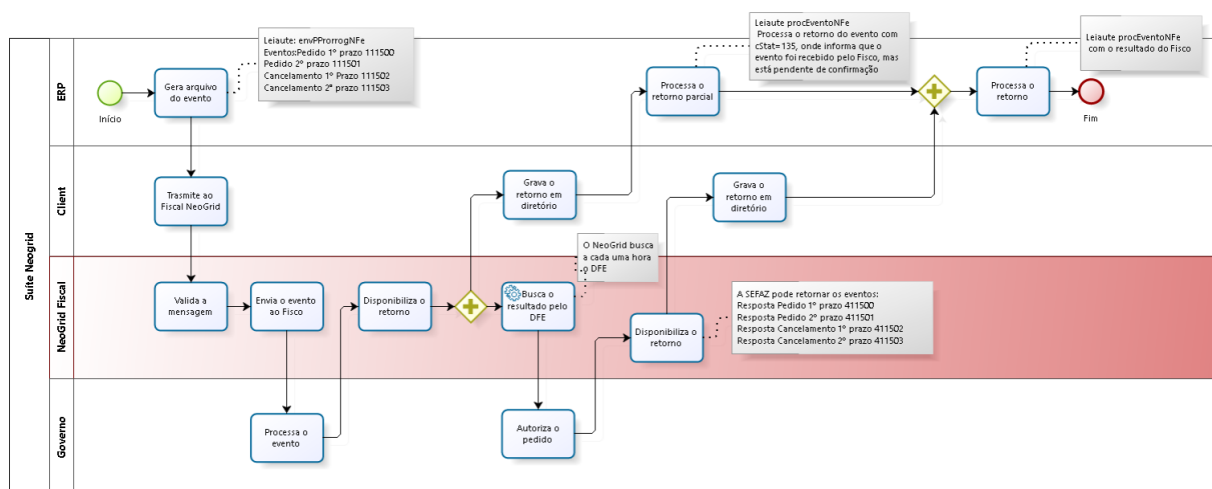 Suíte Neogrid
ERP
Início
Gera arquivo
do evento
Leiaute: envPProrrogNFe
Eventos:Pedido 1º prazo 111500
Pedido 2º prazo 111501
Cancelamento 1º Prazo 111502
Cancelamento 2ª prazo 111503
Processa o
retorno parcial
Leiaute procEventoNFe
Processa o retorno do evento com
cStat=135, onde informa que o
evento foi recebido pelo Fisco, mas
está pendente de confirmação
Processa o
retorno
Leiaute procEventoNFe
com o resultado do Fisco
Fim
Client
Trasmite ao
Fiscal NeoGrid
Grava o
retorno em
diretório
Grava o
retorno em
diretório
NeoGrid Fiscal
Valida a
mensagem
Envia o evento
ao Fisco
Disponibiliza o
retorno
Busca o
resultado pelo
DFE
O NeoGrid busca
a cada uma hora
o DFE
Disponibiliza o
retorno
A SEFAZ pode retornar os eventos:
Resposta Pedido 1º prazo 411500
Resposta Pedido 2º prazo 411501
Resposta Cancelamento 1º prazo 411502
Resposta Cancelamento 2º prazo 411503
Governo
Processa o
evento
Autoriza o
pedido